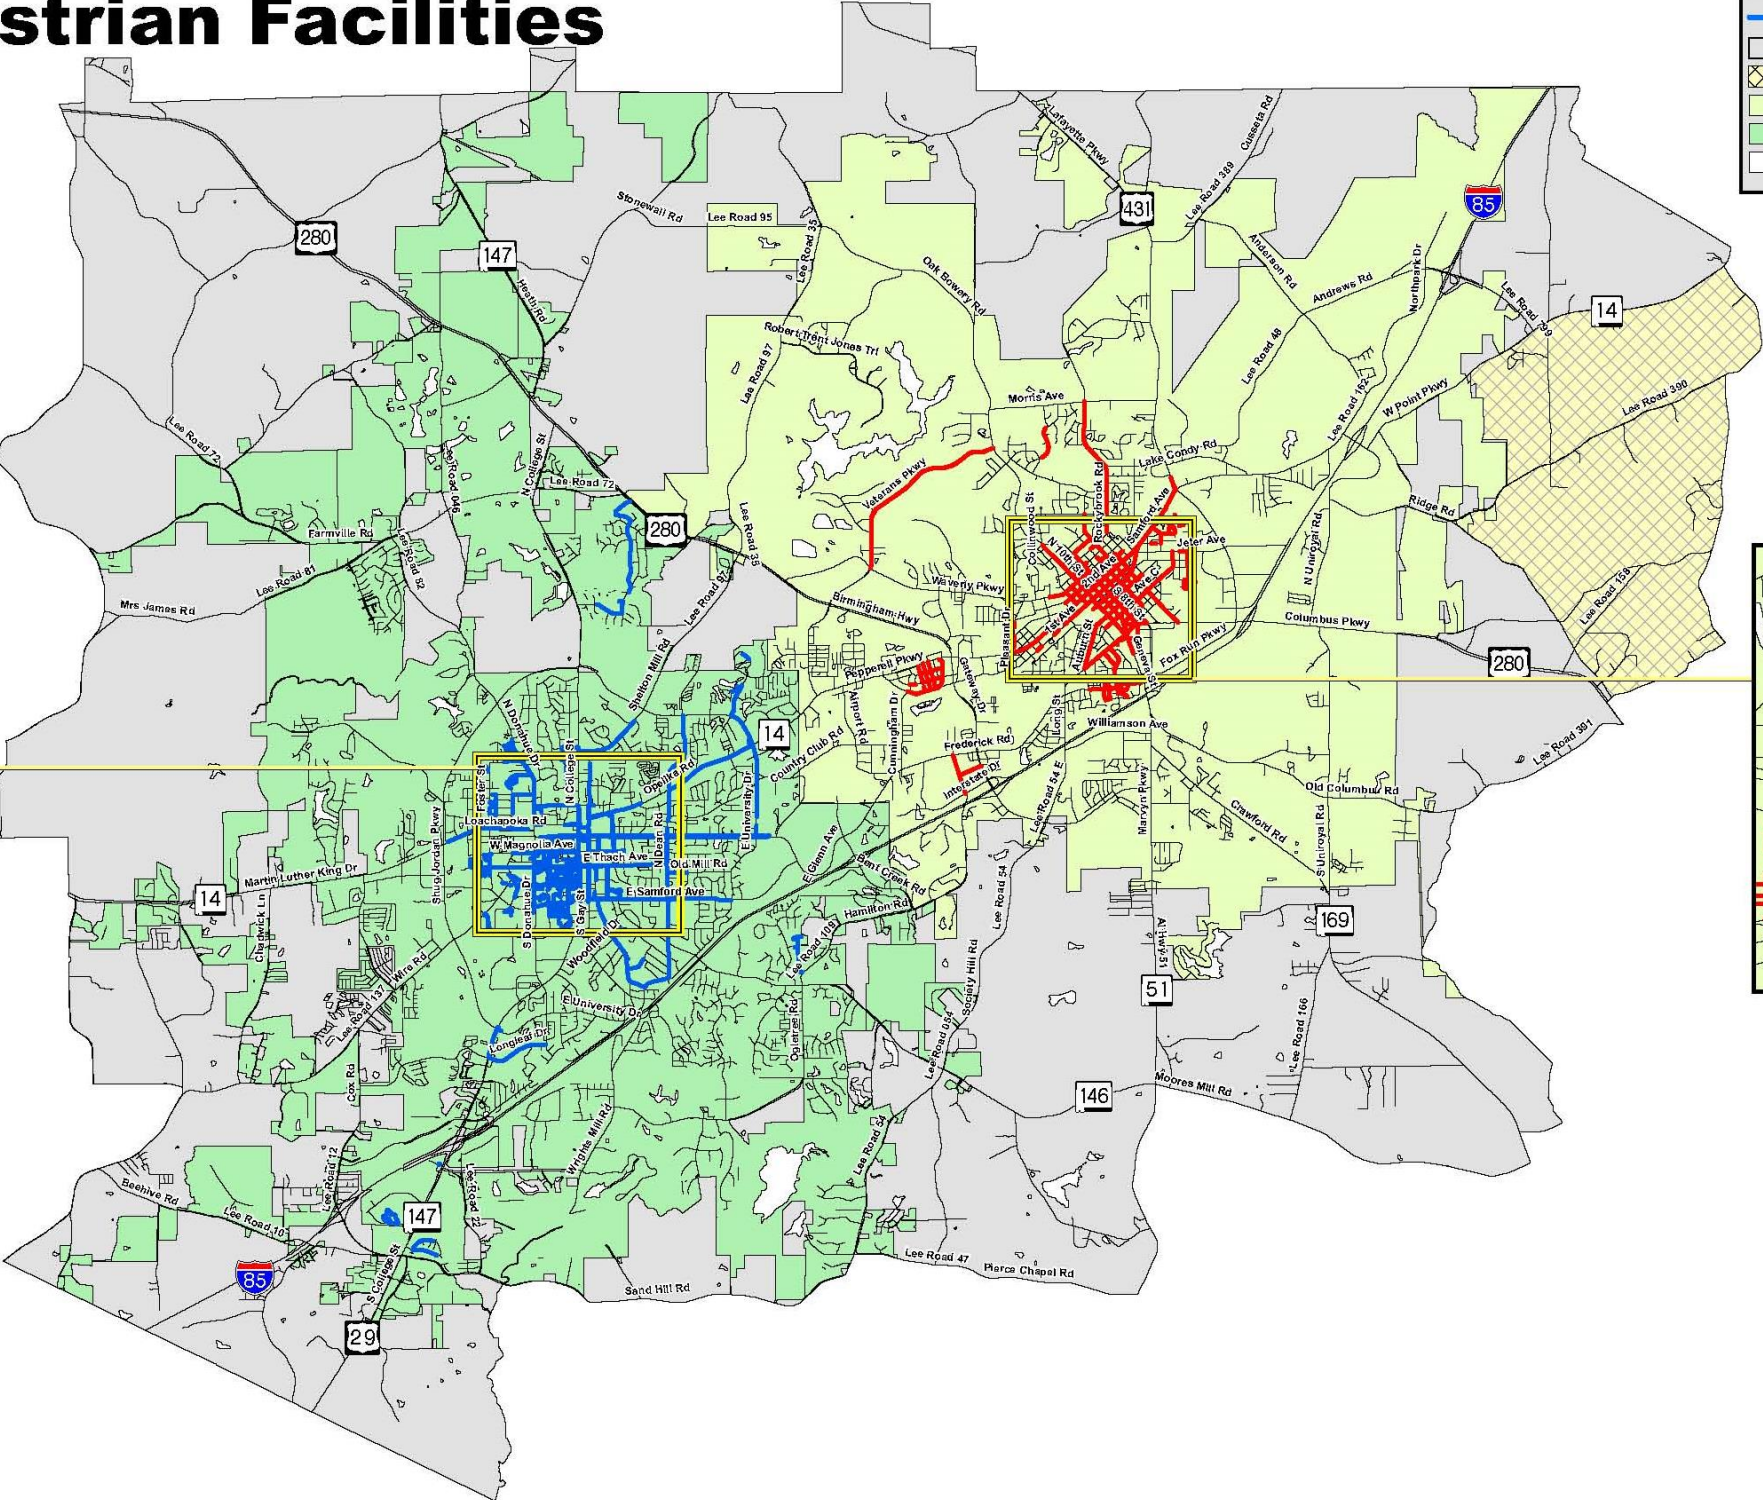 strian Facilities
Lafayette Pkwy
Cusseta Rd
Lee Road 389
431
85
Stonewall Rd
Lee Road 95
Lee Road 35
280
147
Heath Rd
Oak Bowery Rd
Anderson Rd
Andrews Rd
Northpark Dr
Lee Road 799
14
Robert Trent Jones Trl
Lee Road 97
Lee Road 48
Lee Road 162
W Point Pkwy
Lee Road 390
Morris Ave
Lee Road 72
N College St
Lee Road 046
Lee Road 72
Veterans Pkwy
Lake Condy Rd
Rockybrook Rd
Samford Ave
Collinwood St
Ridge Rd
280
Lee Road 38
Farmville Rd
Lee Road 82
Lee Road 81
Mrs James Rd
Lee Road 97
N 10th St
2nd Ave
Jeter Ave
Ave C
S 8th St
1st Ave
Auburn St
Geneva St
Pleasant Dr
N Uniroyal Rd
Waverly Pkwy
Birmingham Hwy
Columbus Pkwy
Fox Run Pkwy
Lee Road 158
280
Shelton Mill Rd
Pepperell Pkwy
Gateway Dr
Airport Rd
Cunningham Dr
Long St
Williamson Ave
Lee Road 391
N Donahue Dr
14
Country Club Rd
Frederick Rd
Interstate Dr
Lee Road 54 E
Marvyn Pkwy
Old Columbus Rd
Crawford Rd
S Uniroyal Rd
Foster St
N College St
Opelika Rd
E University Dr
Loachapoka Rd
N Dean Rd
W Magnolia Ave
E Thach Ave
Old Mill Rd
E Glenn Ave
Bent Creek Rd
Shug Jordan Pkwy
Martin Luther King Dr
14
E Samford Ave
Hamilton Rd
Lee Road 54
Chadwick Ln
S Donahue Dr
S Gay St
Woodfield Dr
Lee Road 109
Society Hill Rd
169
Al Hwy 51
51
Wire Rd
Lee Road 137
E University Dr
Longleaf Dr
Ogletree Rd
Lee Road 054
Lee Road 166
Cox Rd
146
Moores Mill Rd
Wrights Mill Rd
Lee Road 54
Beehive Rd
Lee Road 10
Lee Road 12
147
Lee Road 22
85
S College St
29
Sand Hill Rd
Lee Road 47
Pierce Chapel Rd